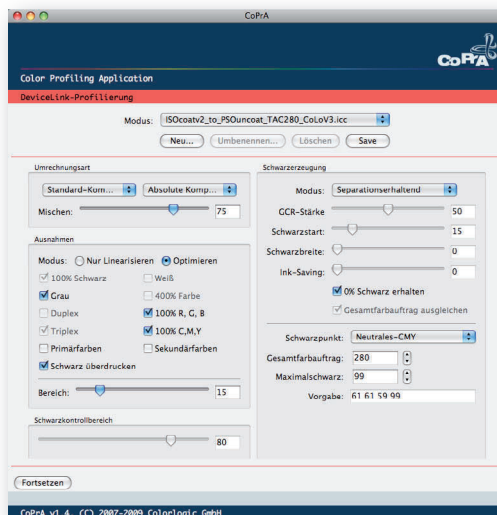 CoPrA
CoPrA
Color Profiling Application
DeviceLink-Profilierung
Modus: ISOcoatv2_to_PSOuncoat_TAC280_CoLoV3.icc
Neu... Umbenennen... Löschen Save
Umrechnungsart
Standard-Kom... Absolute Komp...
Mischen: 75
Ausnahmen
Modus: Nur Linearisieren Optimieren
100% Schwarz Weiß
Grau 400% Farbe
Duplex 100% R, G, B
Triplex 100% C,M,Y
Primärfarben Sekundärfarben
Schwarz überdrucken
Bereich: 15
Schwarzkontrollbereich
80
Schwarzerzeugung
Modus: Separationserhaltend
GCR-Stärke 50
Schwarzstart: 15
Schwarzbreite: 0
Ink-Saving: 0
0% Schwarz erhalten
Gesamtfarbauftrag ausgleichen
Schwarzpunkt: Neutrales-CMY
Gesamtfarbauftrag: 280
Maximalschwarz: 99
Vorgabe: 61 61 59 99
Fortsetzen
CoPrA v1.4, (C) 2007-2009 Colorlogic GmbH